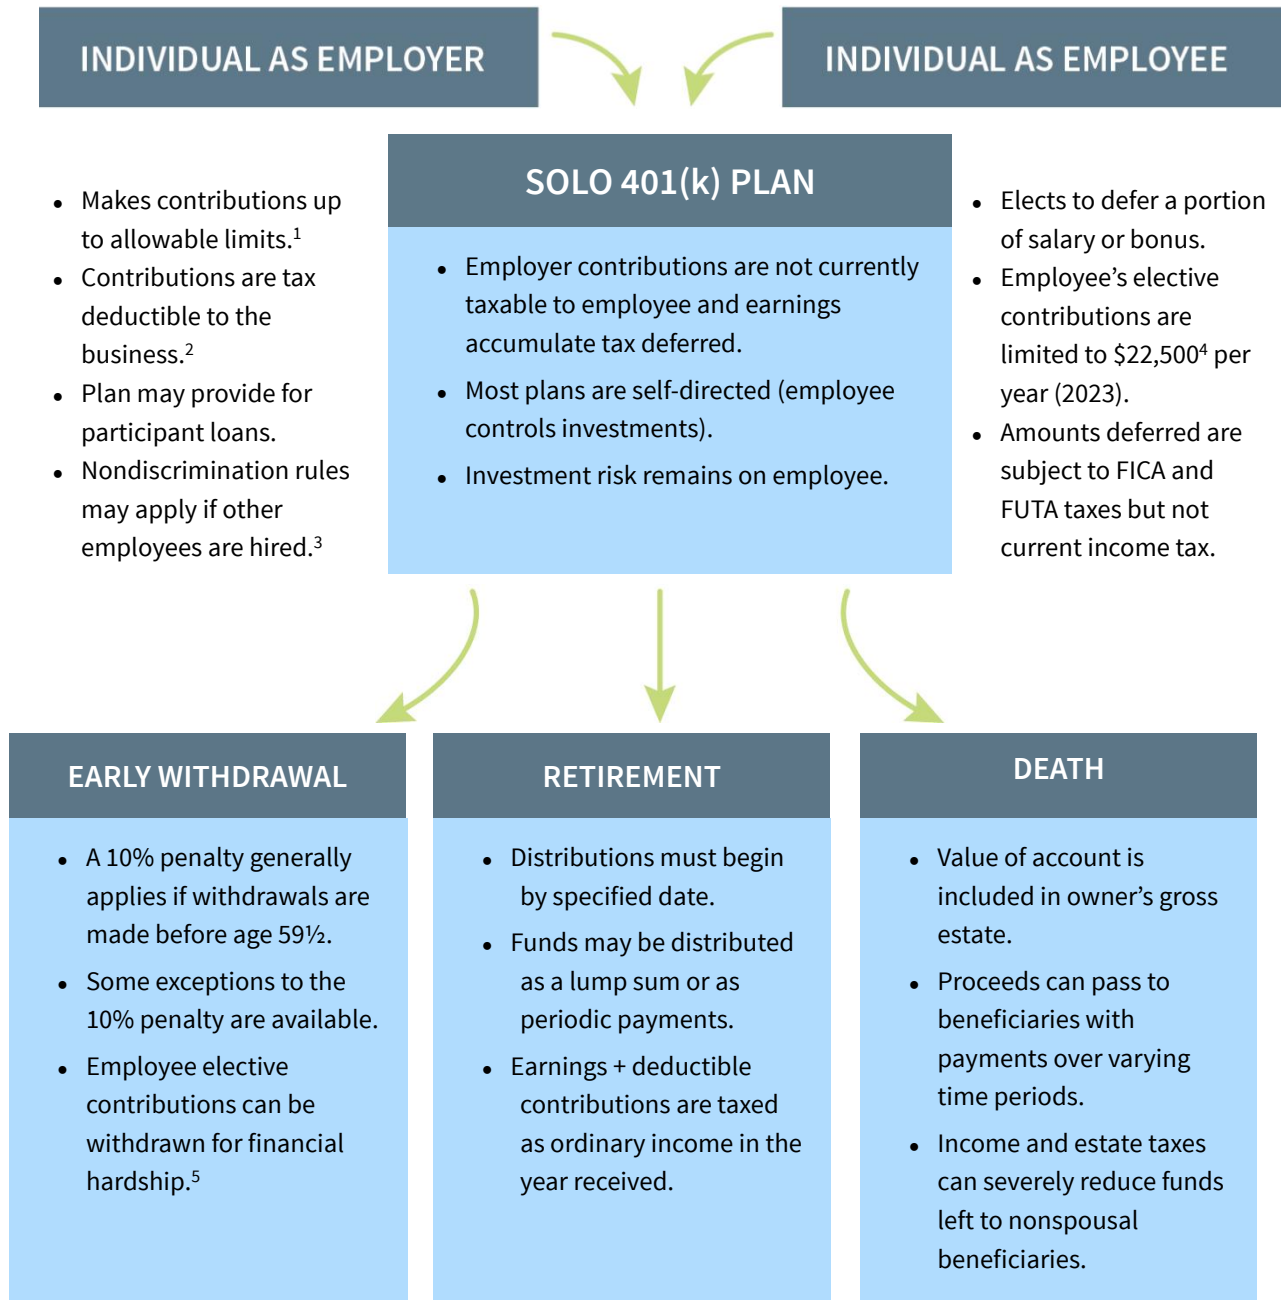 INDIVIDUAL AS EMPLOYER
INDIVIDUAL AS EMPLOYEE
• Makes contributions up
to allowable limits.¹
• Contributions are tax
deductible to the
business.²
• Plan may provide for
participant loans.
• Nondiscrimination rules
may apply if other
employees are hired.³
SOLO 401(k) PLAN
• Employer contributions are not currently
taxable to employee and earnings
accumulate tax deferred.
• Most plans are self-directed (employee
controls investments).
• Investment risk remains on employee.
• Elects to defer a portion
of salary or bonus.
• Employee’s elective
contributions are
limited to $22,500⁴ per
year (2023).
• Amounts deferred are
subject to FICA and
FUTA taxes but not
current income tax.
EARLY WITHDRAWAL
• A 10% penalty generally
applies if withdrawals are
made before age 59½.
• Some exceptions to the
10% penalty are available.
• Employee elective
contributions can be
withdrawn for financial
hardship.⁵
RETIREMENT
• Distributions must begin
by specified date.
• Funds may be distributed
as a lump sum or as
periodic payments.
• Earnings + deductible
contributions are taxed
as ordinary income in the
year received.
DEATH
• Value of account is
included in owner’s gross
estate.
• Proceeds can pass to
beneficiaries with
payments over varying
time periods.
• Income and estate taxes
can severely reduce funds
left to nonspousal
beneficiaries.